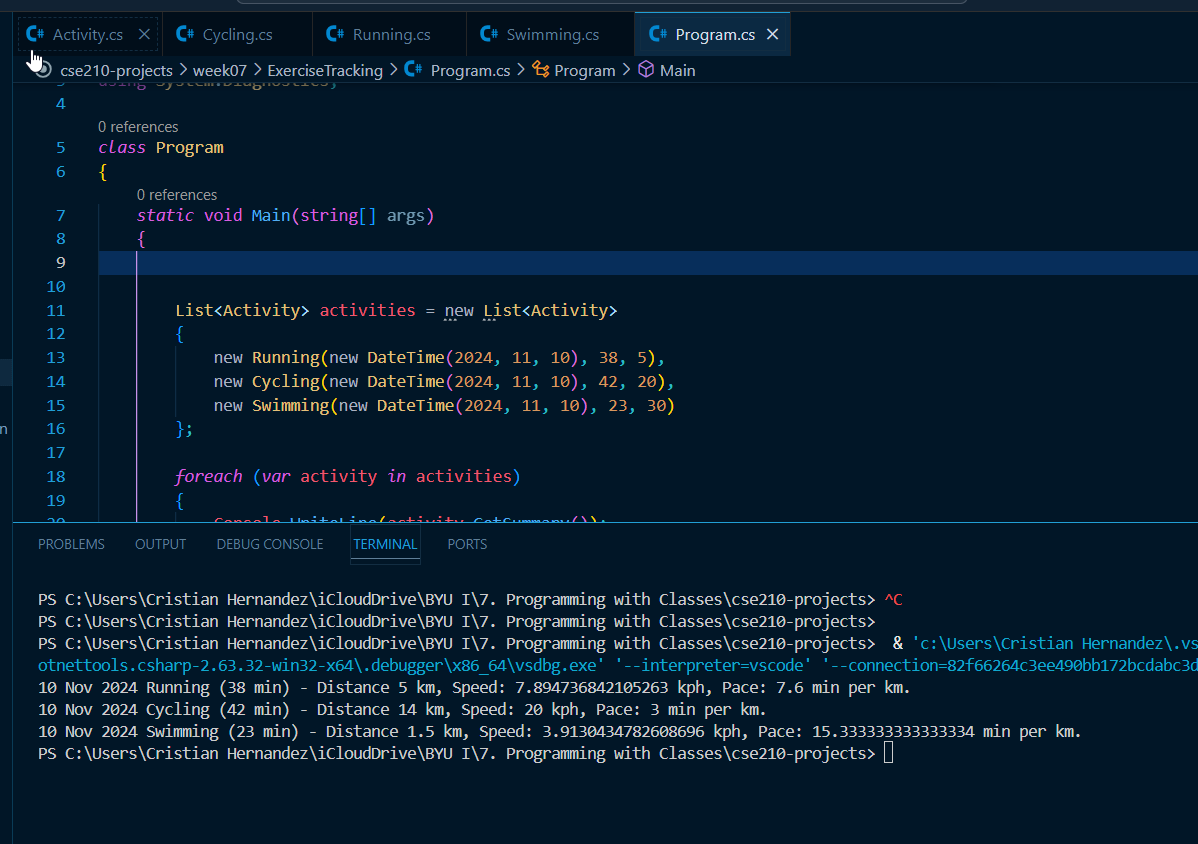 Activity.cs Cycling.cs Running.cs Swimming.cs Program.cs
cse210-projects > week07 > ExerciseTracking > Program.cs > Program > Main
3 using System.Diagnostics;
4
0 references
5 class Program
6 {
0 references
7 static void Main(string[] args)
8 {
9
10
11 List<Activity> activities = new List<Activity>
12 {
13 new Running(new DateTime(2024, 11, 10), 38, 5),
14 new Cycling(new DateTime(2024, 11, 10), 42, 20),
15 new Swimming(new DateTime(2024, 11, 10), 23, 30)
16 };
17
18 foreach (var activity in activities)
19 {
20 Console.WriteLine(activity.GetSummary());
n
PROBLEMS OUTPUT DEBUG CONSOLE TERMINAL PORTS
PS C:\Users\Cristian Hernandez\iCloudDrive\BYU I\7. Programming with Classes\cse210-projects> ^C
PS C:\Users\Cristian Hernandez\iCloudDrive\BYU I\7. Programming with Classes\cse210-projects>
PS C:\Users\Cristian Hernandez\iCloudDrive\BYU I\7. Programming with Classes\cse210-projects> & 'c:\Users\Cristian Hernandez\.vs
otnettools.csharp-2.63.32-win32-x64\.debugger\x86_64\vsdbg.exe' '--interpreter=vscode' '--connection=82f66264c3ee490bb172bcdabc3d
10 Nov 2024 Running (38 min) - Distance 5 km, Speed: 7.894736842105263 kph, Pace: 7.6 min per km.
10 Nov 2024 Cycling (42 min) - Distance 14 km, Speed: 20 kph, Pace: 3 min per km.
10 Nov 2024 Swimming (23 min) - Distance 1.5 km, Speed: 3.9130434782608696 kph, Pace: 15.333333333333334 min per km.
PS C:\Users\Cristian Hernandez\iCloudDrive\BYU I\7. Programming with Classes\cse210-projects>